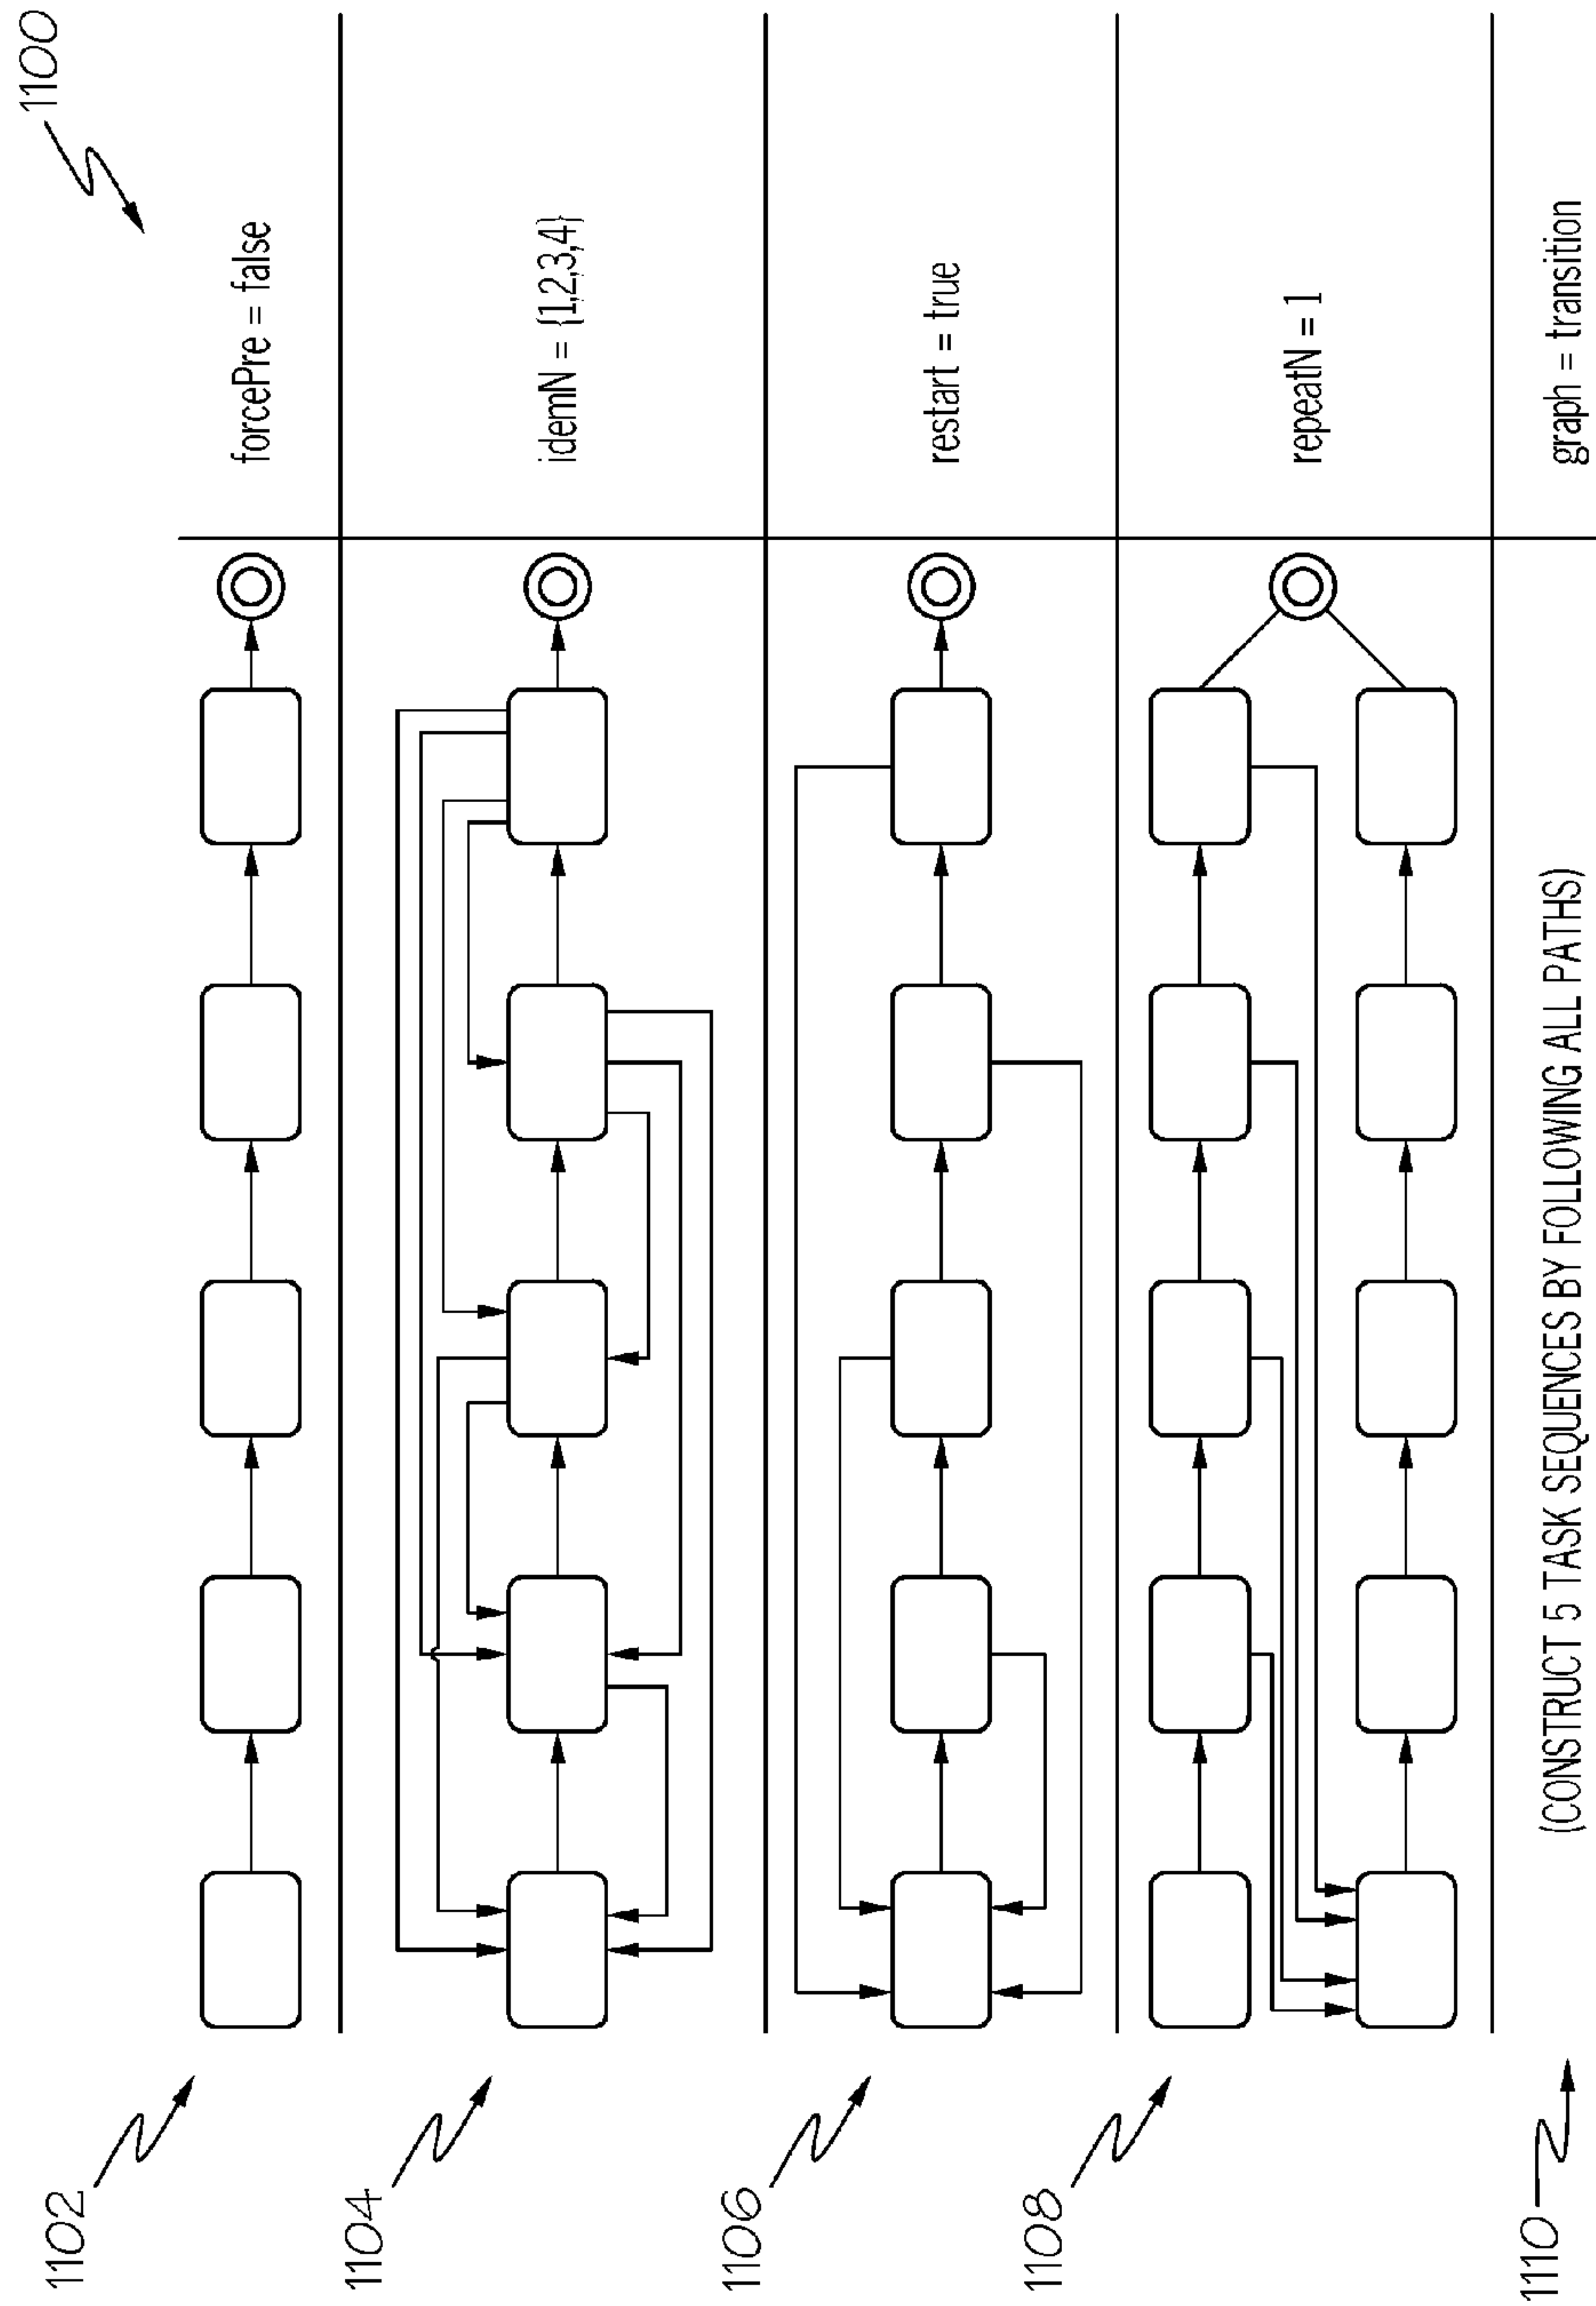 1100
1102
forcePre = false
1104
idemN = {1,2,3,4}
1106
restart = true
1108
repeatN = 1
1110
(CONSTRUCT 5 TASK SEQUENCES BY FOLLOWING ALL PATHS)
graph = transition